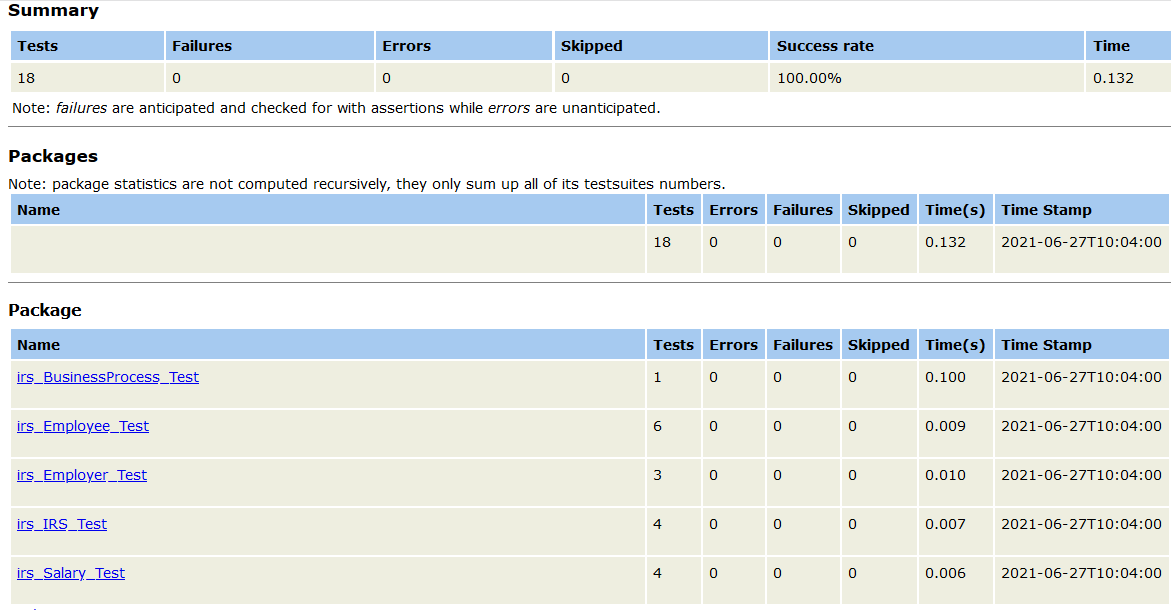 Summary
Tests Failures Errors Skipped Success rate Time
18 0 0 0 100.00% 0.132
Note: failures are anticipated and checked for with assertions while errors are unanticipated.
Packages
Note: package statistics are not computed recursively, they only sum up all of its testsuites numbers.
Name Tests Errors Failures Skipped Time(s) Time Stamp
18 0 0 0 0.132 2021-06-27T10:04:00
Package
Name Tests Errors Failures Skipped Time(s) Time Stamp
irs_BusinessProcess_Test 1 0 0 0 0.100 2021-06-27T10:04:00
irs_Employee_Test 6 0 0 0 0.009 2021-06-27T10:04:00
irs_Employer_Test 3 0 0 0 0.010 2021-06-27T10:04:00
irs_IRS_Test 4 0 0 0 0.007 2021-06-27T10:04:00
irs_Salary_Test 4 0 0 0 0.006 2021-06-27T10:04:00